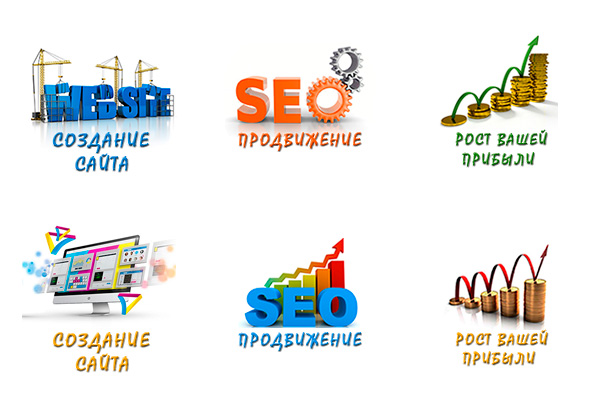 WEBSITE
СОЗДАНИЕ
САЙТА
SEO
ПРОДВИЖЕНИЕ
РОСТ ВАШЕЙ
ПРИБЫЛИ
СОЗДАНИЕ
САЙТА
SEO
ПРОДВИЖЕНИЕ
РОСТ ВАШЕЙ
ПРИБЫЛИ